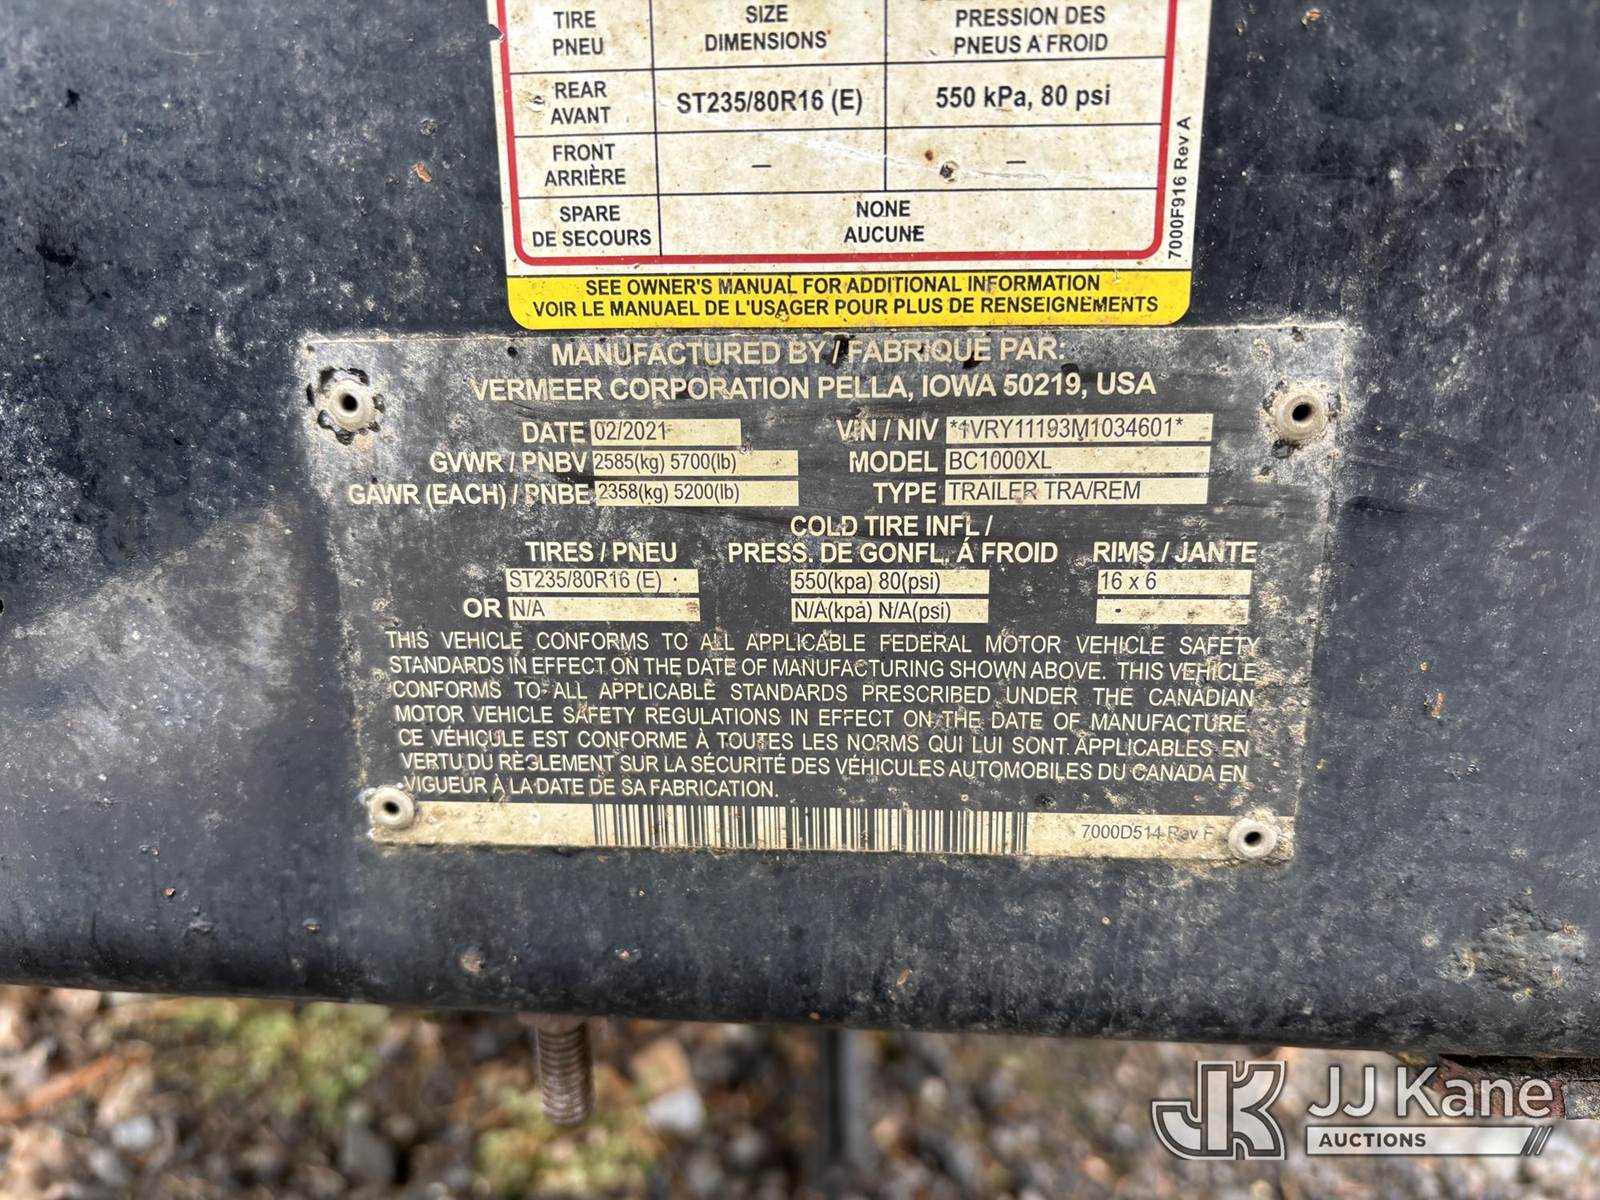 TIRE SIZE PRESSION DES
PNEU DIMENSIONS PNEUS A FROID
REAR
AVANT ST235/80R16 (E) 550 kPa, 80 psi
FRONT – –
ARRIÈRE
SPARE NONE
DE SECOURS AUCUNE
7000F916 Rev A
SEE OWNER'S MANUAL FOR ADDITIONAL INFORMATION
VOIR LE MANUAEL DE L'USAGER POUR PLUS DE RENSEIGNEMENTS
MANUFACTURED BY / FABRIQUÉ PAR:
VERMEER CORPORATION PELLA, IOWA 50219, USA
DATE 02/2021 VIN / NIV *1VRY11193M1034601*
GVWR / PNBV 2585(kg) 5700(lb) MODEL BC1000XL
GAWR (EACH) / PNBE 2358(kg) 5200(lb) TYPE TRAILER TRA/REM
COLD TIRE INFL /
TIRES / PNEU PRESS. DE GONFL. Á FROID RIMS / JANTE
ST235/80R16 (E) 550(kpa) 80(psi) 16 x 6
OR N/A N/A(kpa) N/A(psi)
THIS VEHICLE CONFORMS TO ALL APPLICABLE FEDERAL MOTOR VEHICLE SAFETY
STANDARDS IN EFFECT ON THE DATE OF MANUFACTURING SHOWN ABOVE. THIS VEHICLE
CONFORMS TO ALL APPLICABLE STANDARDS PRESCRIBED UNDER THE CANADIAN
MOTOR VEHICLE SAFETY REGULATIONS IN EFFECT ON THE DATE OF MANUFACTURE.
CE VÉHICULE EST CONFORME À TOUTES LES NORMS QUI LUI SONT APPLICABLES EN
VERTU DU RÈGLEMENT SUR LA SÉCURITÉ DES VÉHICULES AUTOMOBILES DU CANADA EN
VIGUEUR À LA DATE DE SA FABRICATION.
7000D514 Rev F
JK JJ Kane
AUCTIONS